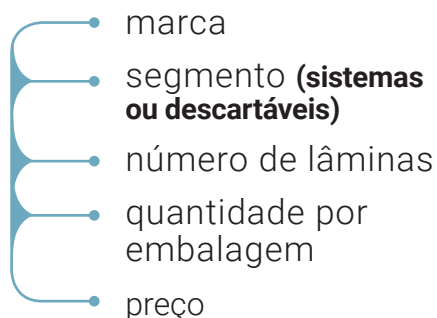 marca
segmento (sistemas
ou descartáveis)
número de lâminas
quantidade por
embalagem
preço